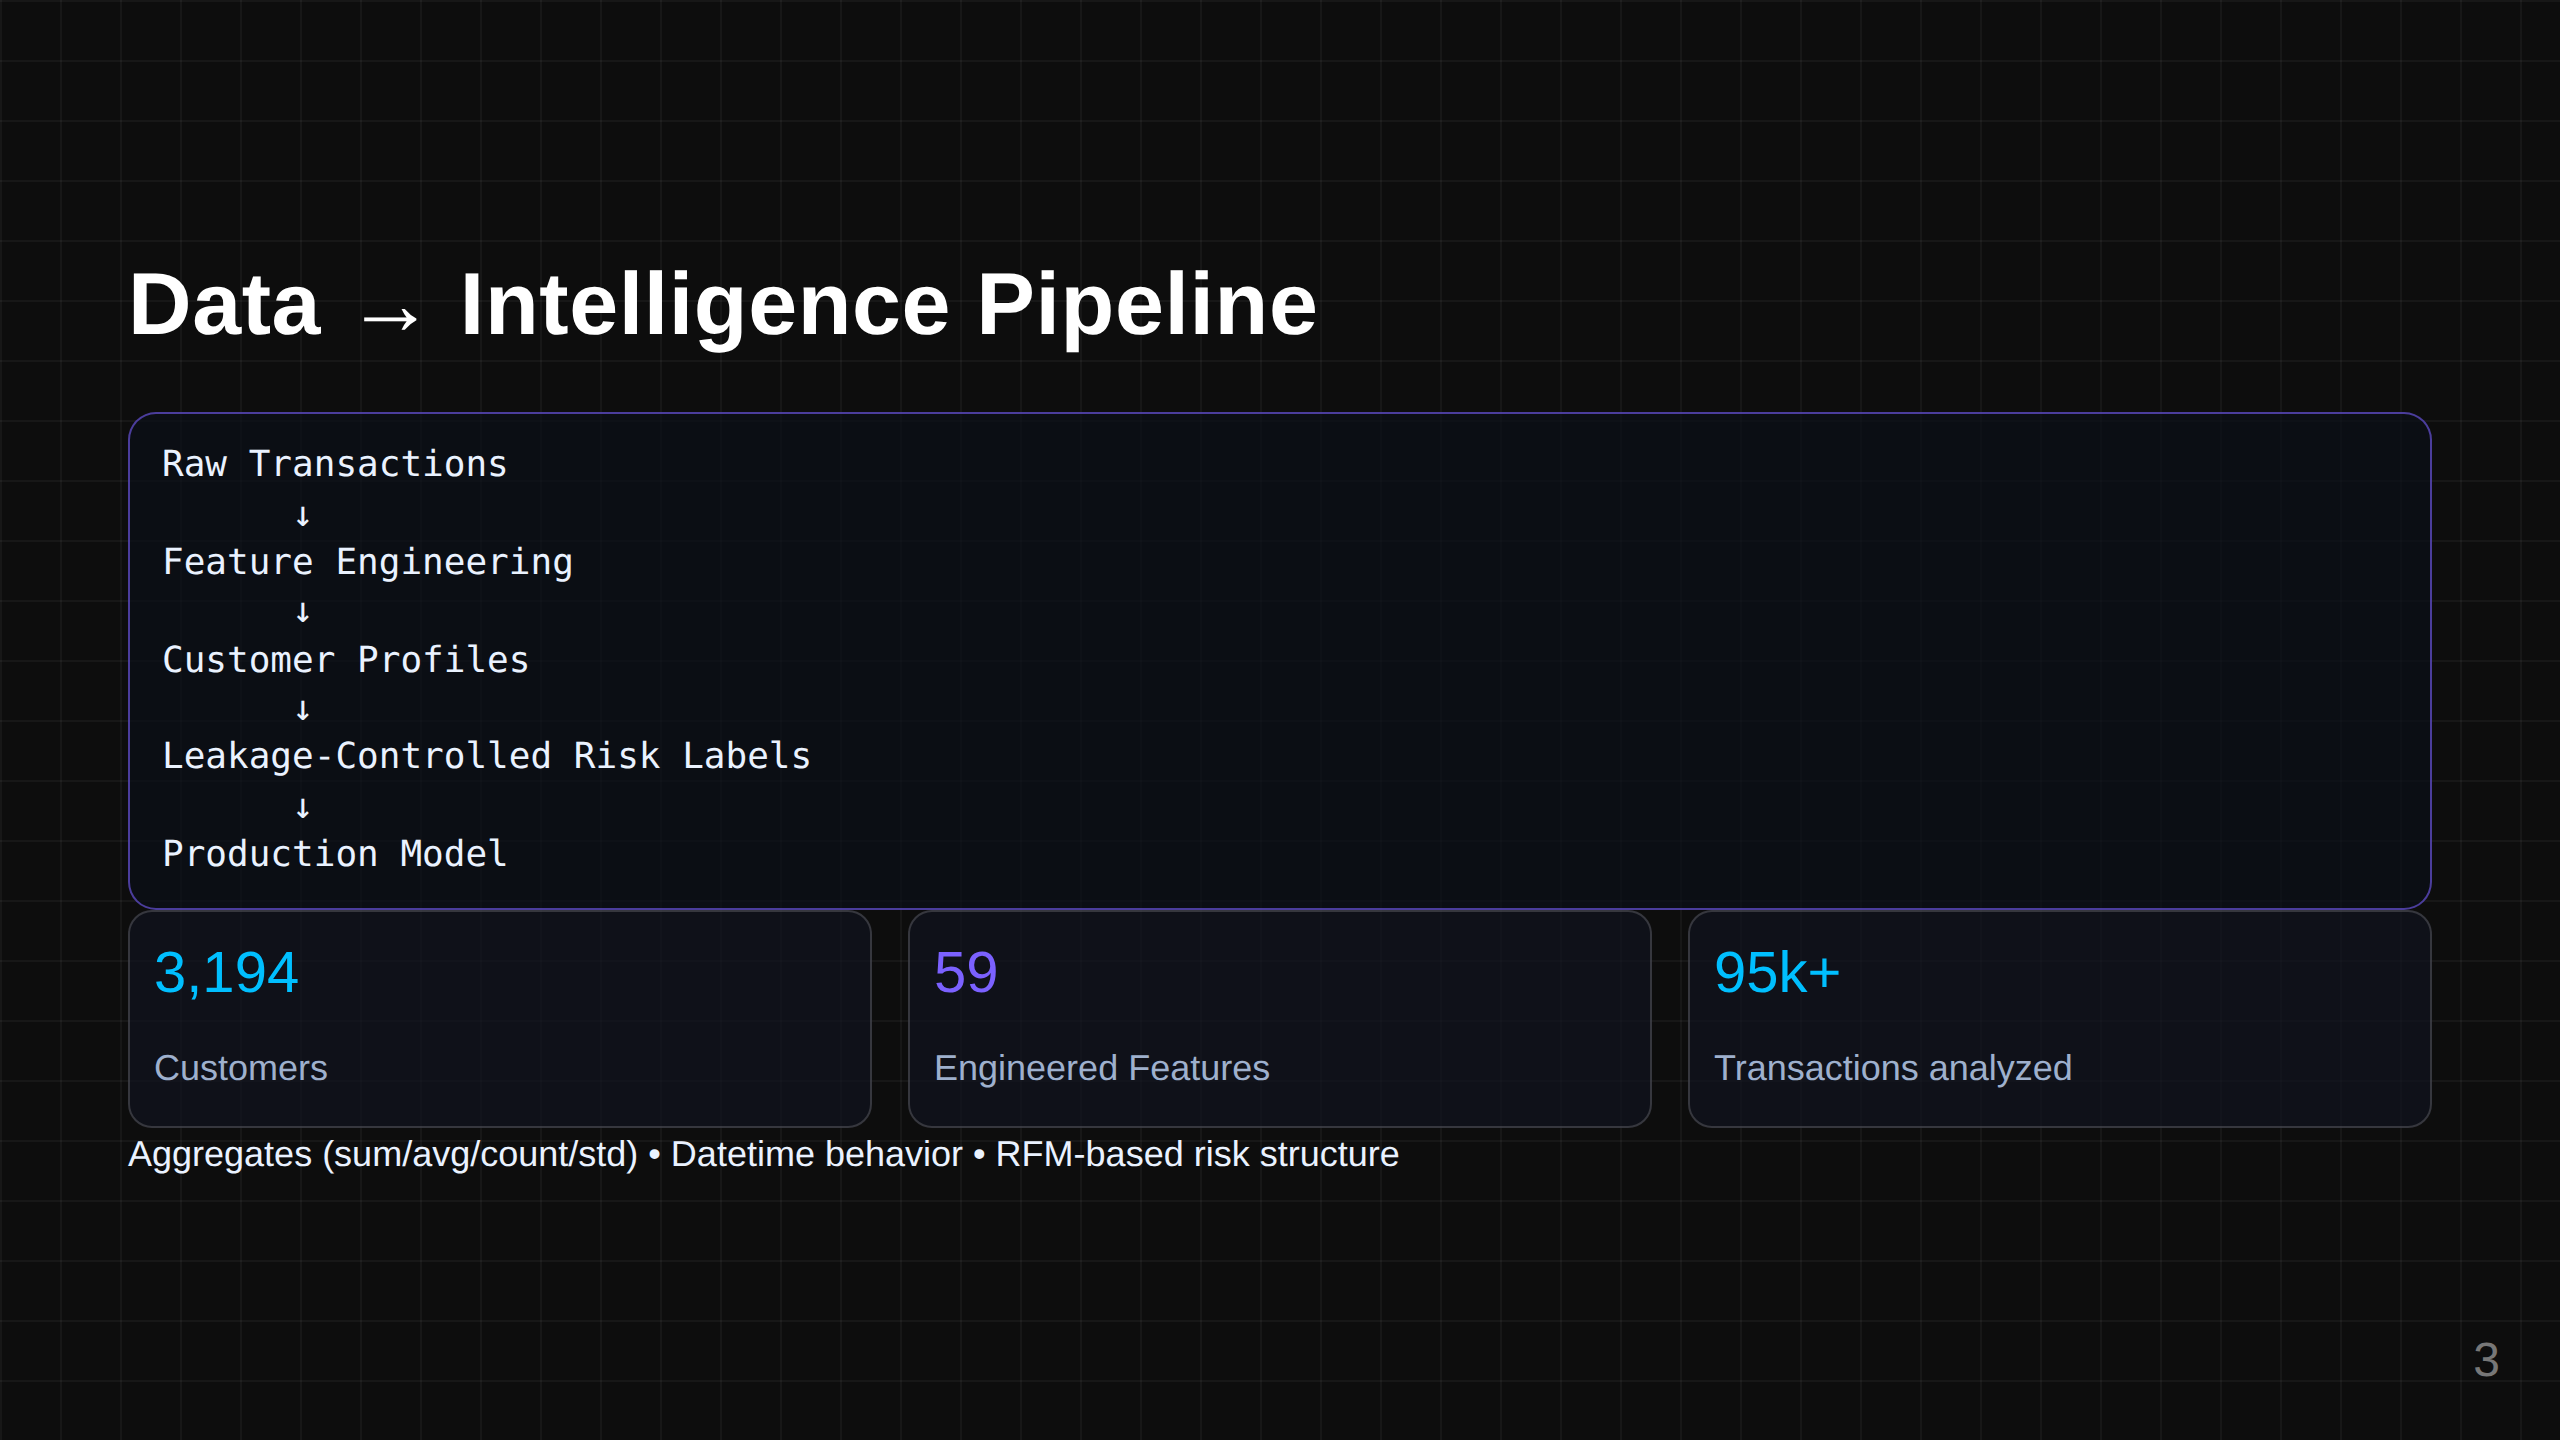 Data → Intelligence Pipeline
Raw Transactions
↓
Feature Engineering
↓
Customer Profiles
↓
Leakage-Controlled Risk Labels
↓
Production Model
3,194
Customers
59
Engineered Features
95k+
Transactions analyzed
Aggregates (sum/avg/count/std) • Datetime behavior • RFM-based risk structure
3